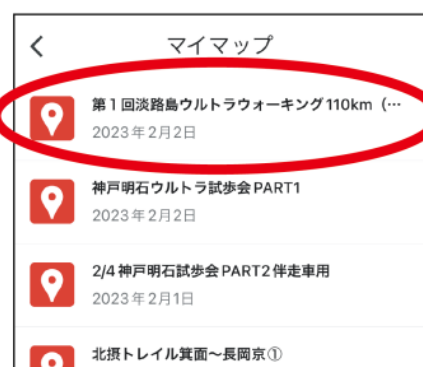 マイマップ
第1回淡路島ウルトラウォーキング110km（…
2023年2月2日
神戸明石ウルトラ試歩会PART1
2023年2月2日
2/4神戸明石試歩会PART2伴走車用
2023年2月1日
北摂トレイル箕面～長岡京①